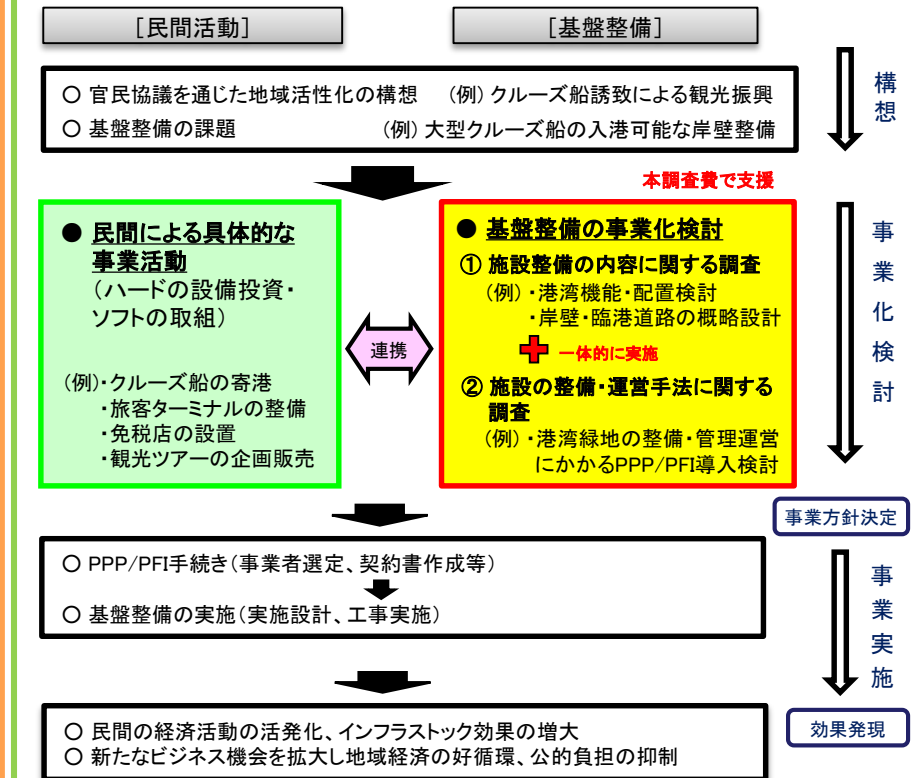 ［民間活動］
［基盤整備］
○ 官民協議を通じた地域活性化の構想　(例) クルーズ船誘致による観光振興
○ 基盤整備の課題　(例) 大型クルーズ船の入港可能な岸壁整備
構想
本調査費で支援
● 民間による具体的な
事業活動
（ハードの設備投資・
ソフトの取組）
(例)・クルーズ船の寄港
・旅客ターミナルの整備
・免税店の設置
・観光ツアーの企画販売
連携
● 基盤整備の事業化検討
① 施設整備の内容に関する調査
(例)・港湾機能・配置検討
・岸壁・臨港道路の概略設計
一体的に実施
② 施設の整備・運営手法に関する
調査
(例)・港湾緑地の整備・管理運営
にかかるPPP/PFI導入検討
事業化検討
事業方針決定
○ PPP/PFI手続き（事業者選定、契約書作成等）
○ 基盤整備の実施（実施設計、工事実施）
事業実施
○ 民間の経済活動の活発化、インフラストック効果の増大
○ 新たなビジネス機会を拡大し地域経済の好循環、公的負担の抑制
効果発現